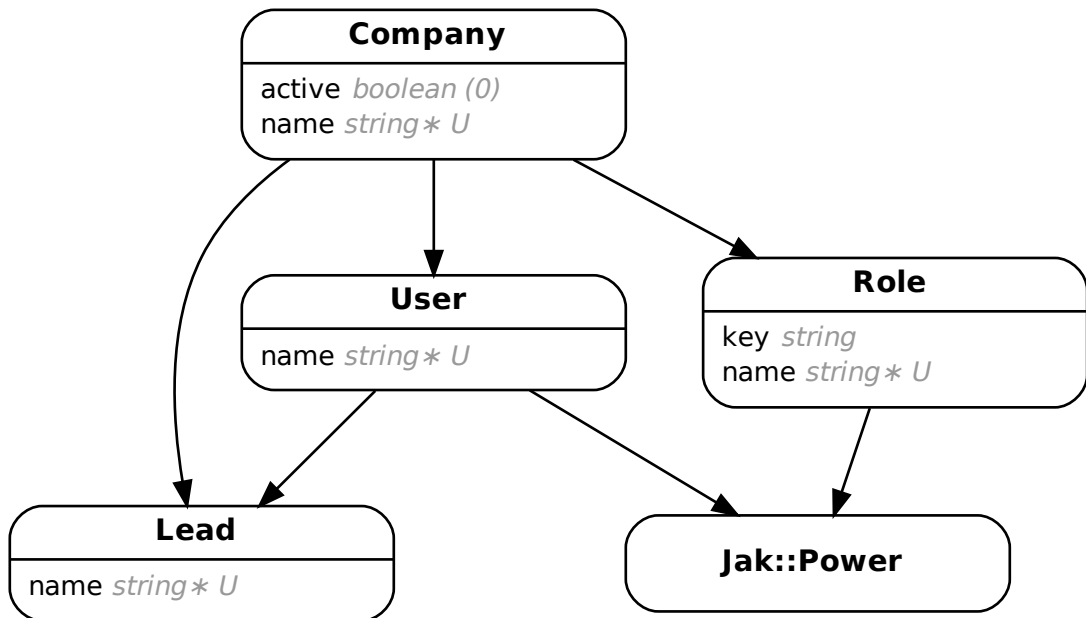 Company
active boolean (0)
name string∗ U
User
name string∗ U
Role
key string
name string∗ U
Lead
name string∗ U
Jak::Power